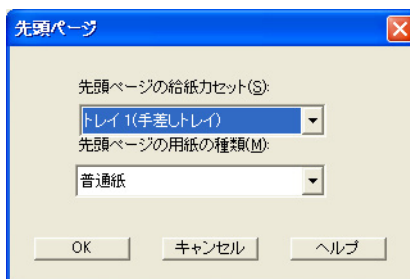 先頭ページ
先頭ページの給紙カセット(S):
トレイ 1(手差しトレイ)
先頭ページの用紙の種類(M):
普通紙
OK キャンセル ヘルプ